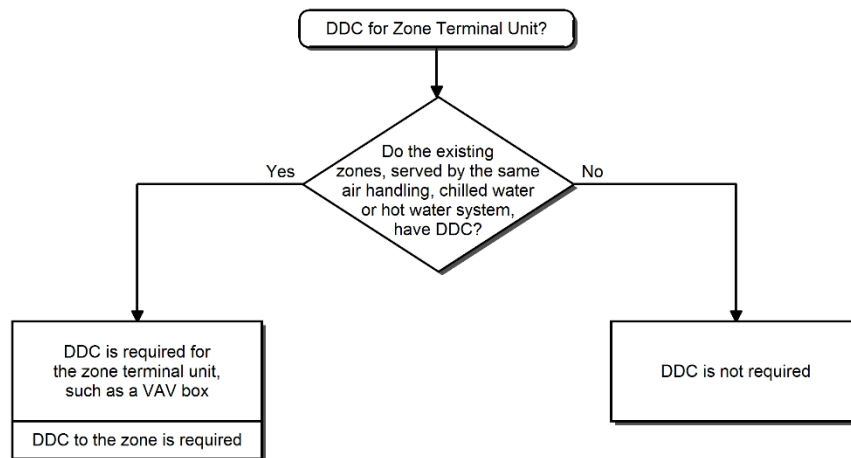 DDC for Zone Terminal Unit?
Do the existing
zones, served by the same
air handling, chilled water
or hot water system,
have DDC?
Yes
No
DDC is required for
the zone terminal unit,
such as a VAV box
DDC to the zone is required
DDC is not required